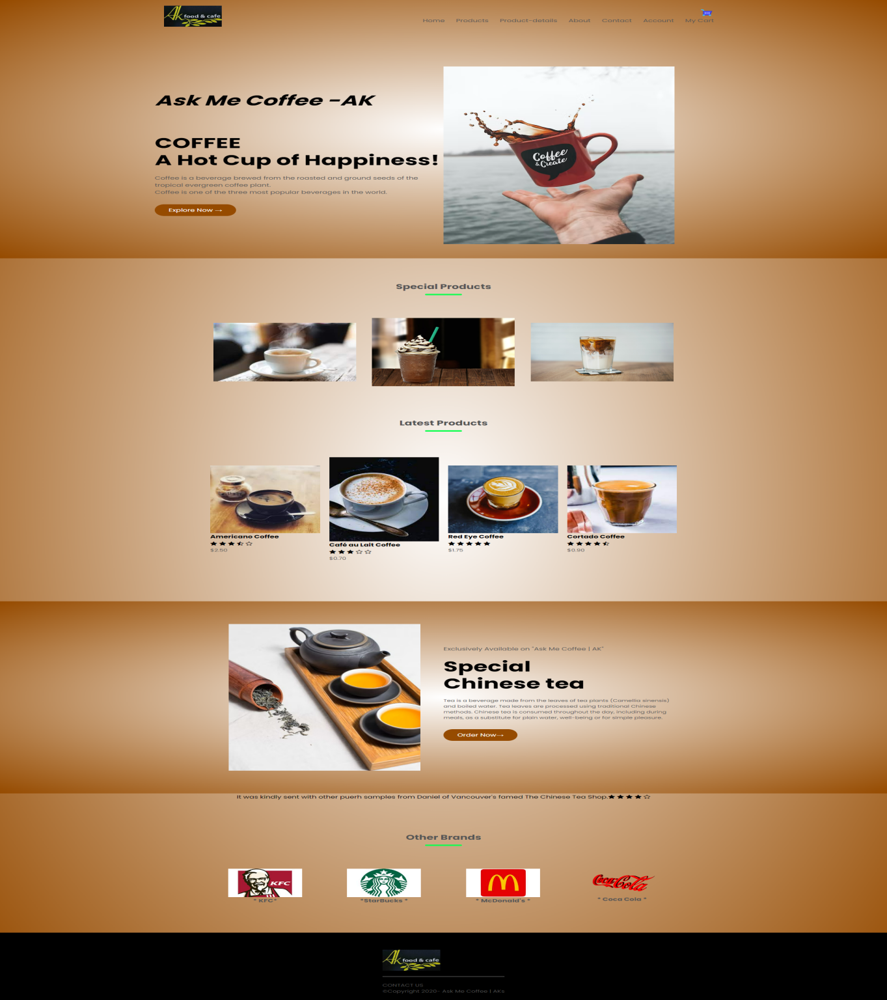 Ak food & cafe
Home Products Product-details About Contact Account My Cart
Ask Me Coffee -AK
COFFEE
A Hot Cup of Happiness!
Coffee is a beverage brewed from the roasted and ground seeds of the
tropical evergreen coffee plant.
Coffee is one of the three most popular beverages in the world.
Explore Now →
Coffee
& Create
Special Products
Latest Products
Americano Coffee
$2.50
Café au Lait Coffee
$0.70
Red Eye Coffee
$1.75
Cortado Coffee
$0.90
Exclusively Available on "Ask Me Coffee | AK"
Special
Chinese tea
Tea is a beverage made from the leaves of tea plants (Camellia sinensis)
and boiled water. Tea leaves are processed using traditional Chinese
methods. Chinese tea is consumed throughout the day, including during
meals, as a substitute for plain water, well-being or for simple pleasure.
Order Now→
It was kindly sent with other puerh samples from Daniel of Vancouver's famed The Chinese Tea Shop.
Other Brands
KFC
Coca-Cola
* KFC*
*StarBucks *
* McDonald's *
* Coca Cola *
Ak food & cafe
CONTACT US
©Copyright 2020- Ask Me Coffee | AKs